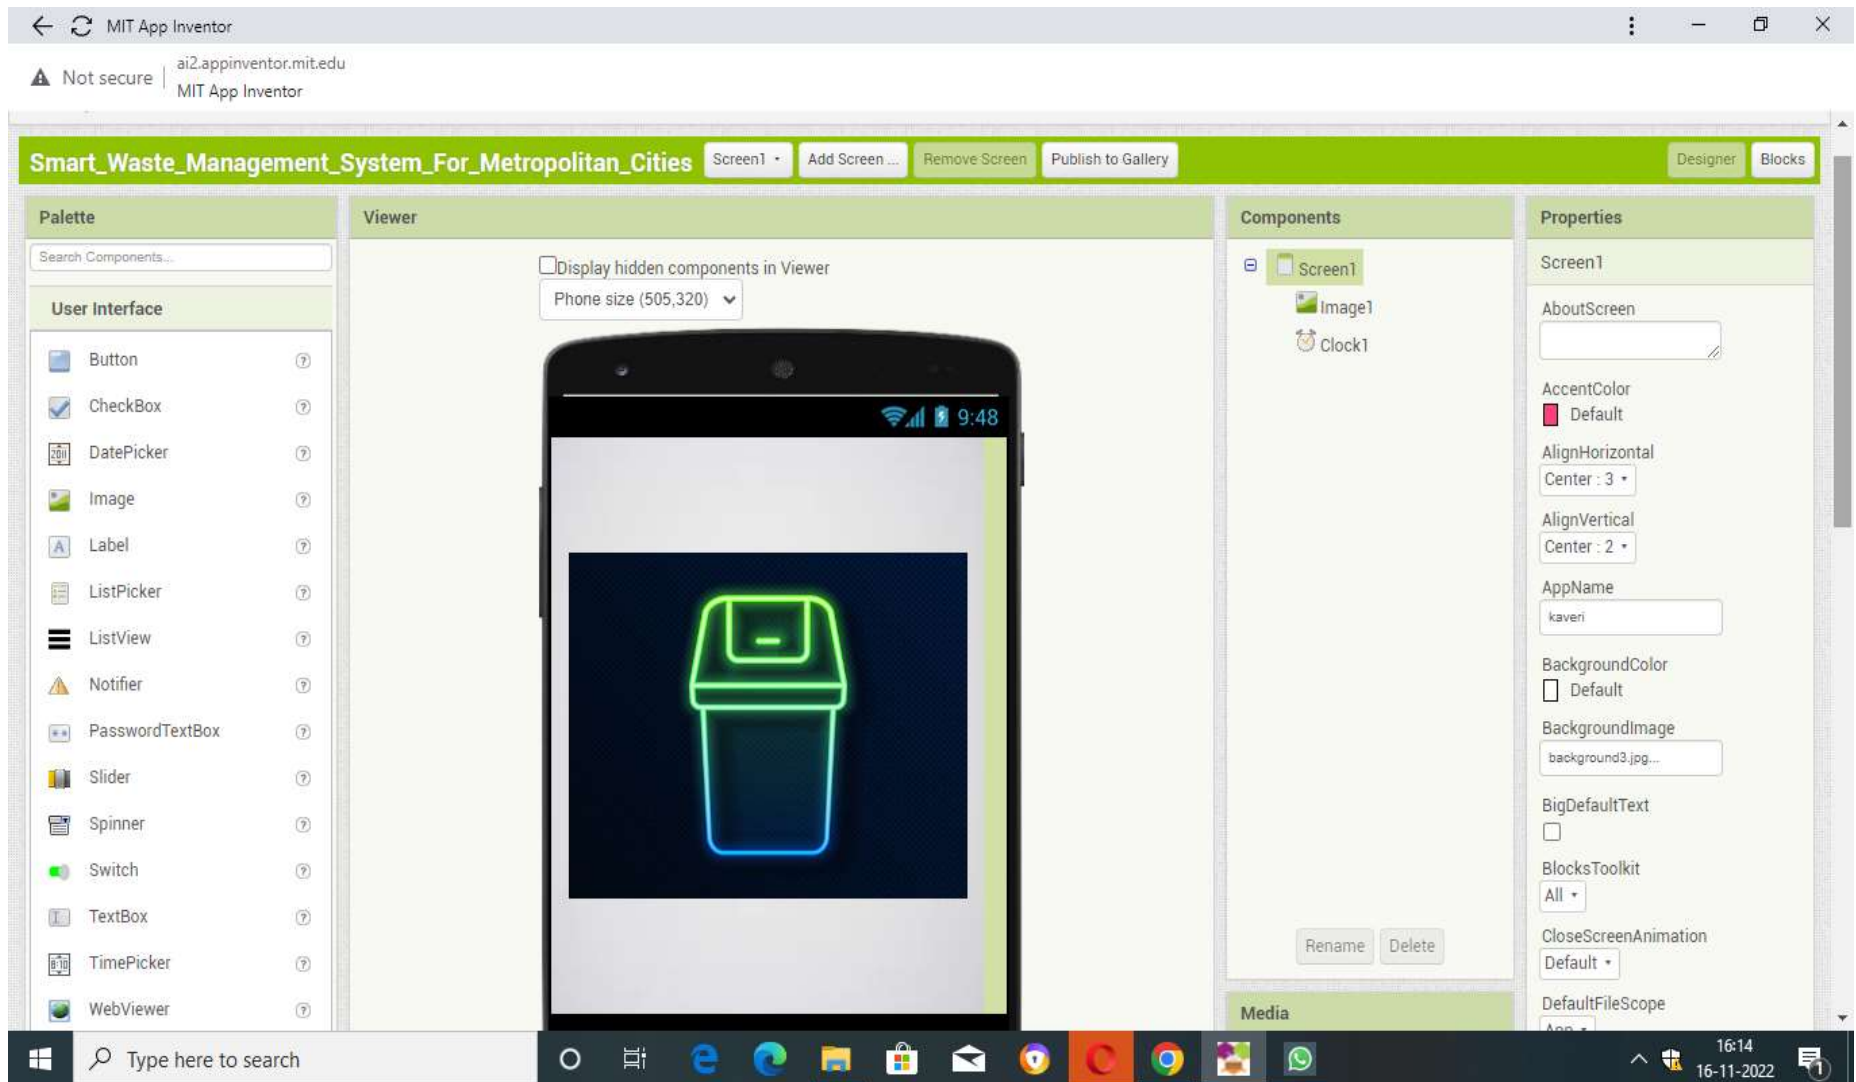 MIT App Inventor
Not secure
ai2.appinventor.mit.edu
MIT App Inventor
Smart_Waste_Management_System_For_Metropolitan_Cities
Screen1
Add Screen ...
Remove Screen
Publish to Gallery
Designer
Blocks
Palette
Search Components...
User Interface
Button
CheckBox
DatePicker
Image
Label
ListPicker
ListView
Notifier
PasswordTextBox
Slider
Spinner
Switch
TextBox
TimePicker
WebViewer
Viewer
Display hidden components in Viewer
Phone size (505,320)
9:48
Components
Screen1
Image1
Clock1
Rename
Delete
Media
Properties
Screen1
AboutScreen
AccentColor
Default
AlignHorizontal
Center : 3
AlignVertical
Center : 2
AppName
kaveri
BackgroundColor
Default
BackgroundImage
background3.jpg...
BigDefaultText
BlocksToolkit
All
CloseScreenAnimation
Default
DefaultFileScope
App
Type here to search
16:14
16-11-2022
1